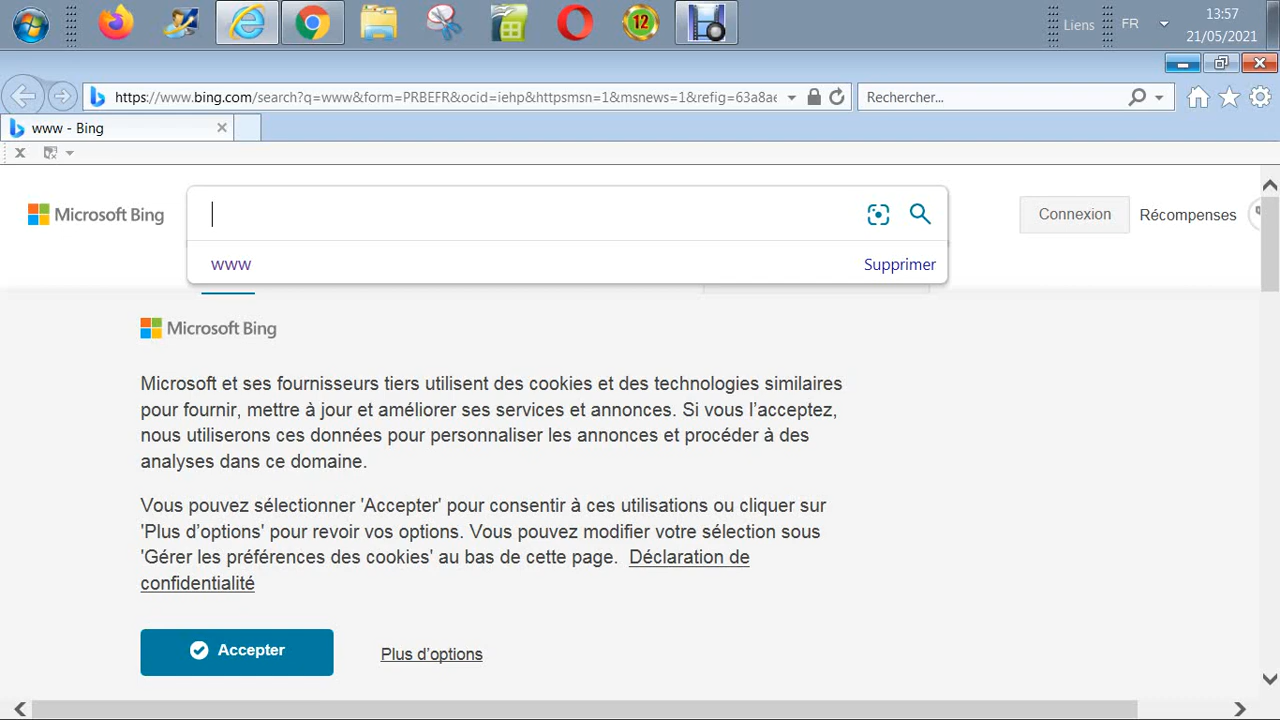 12
Liens
FR
13:57
21/05/2021
https://www.bing.com/search?q=www&form=PRBEFR&ocid=iehp&httpsmsn=1&msnews=1&refig=63a8ae
Rechercher...
www - Bing
Microsoft Bing
Connexion
Récompenses
www
Supprimer
Microsoft Bing
Microsoft et ses fournisseurs tiers utilisent des cookies et des technologies similaires
pour fournir, mettre à jour et améliorer ses services et annonces. Si vous l’acceptez,
nous utiliserons ces données pour personnaliser les annonces et procéder à des
analyses dans ce domaine.
Vous pouvez sélectionner 'Accepter' pour consentir à ces utilisations ou cliquer sur
'Plus d’options' pour revoir vos options. Vous pouvez modifier votre sélection sous
'Gérer les préférences des cookies' au bas de cette page. Déclaration de
confidentialité
Accepter
Plus d’options